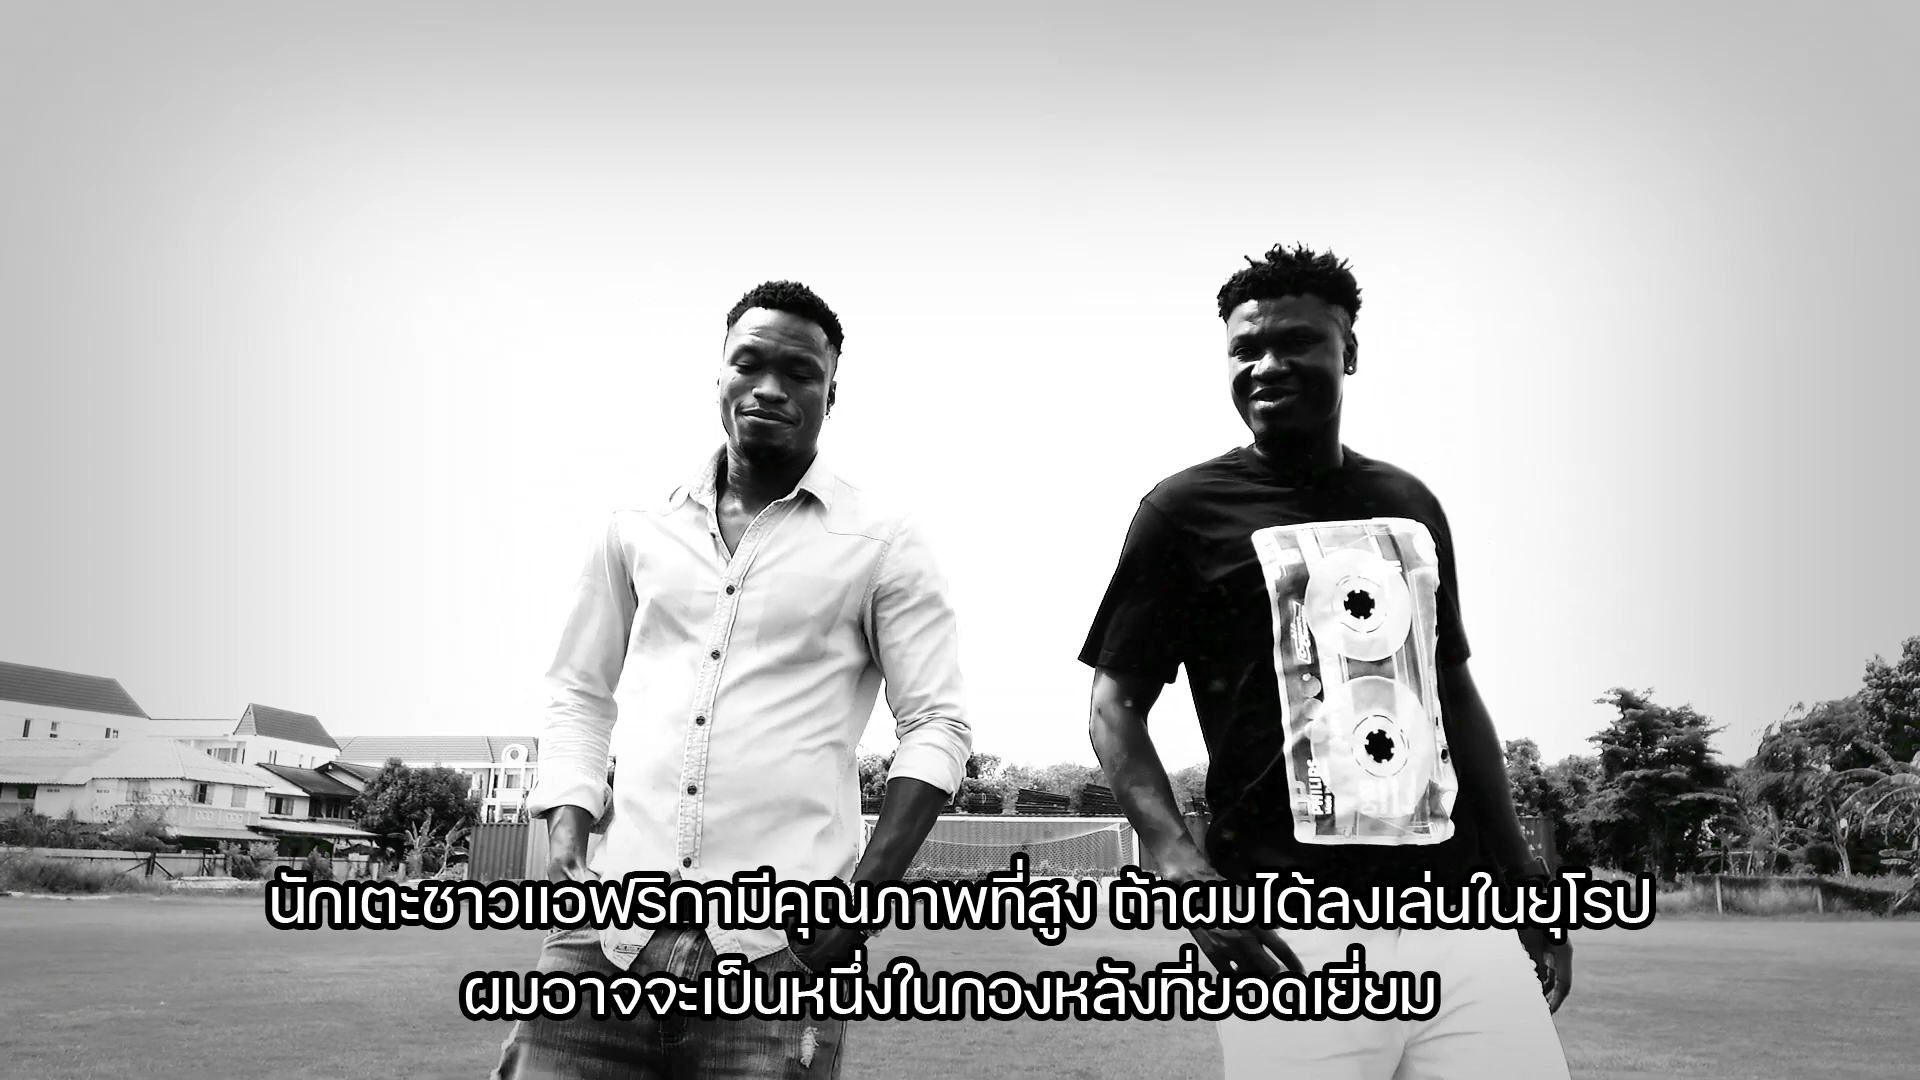 นักเตะชาวแอฟริกามีคุณภาพที่สูง ถ้าผมได้ลงเล่นในยุโรป
ผมอาจจะเป็นหนึ่งในกองหลังที่ยอดเยี่ยม
PHILIPS